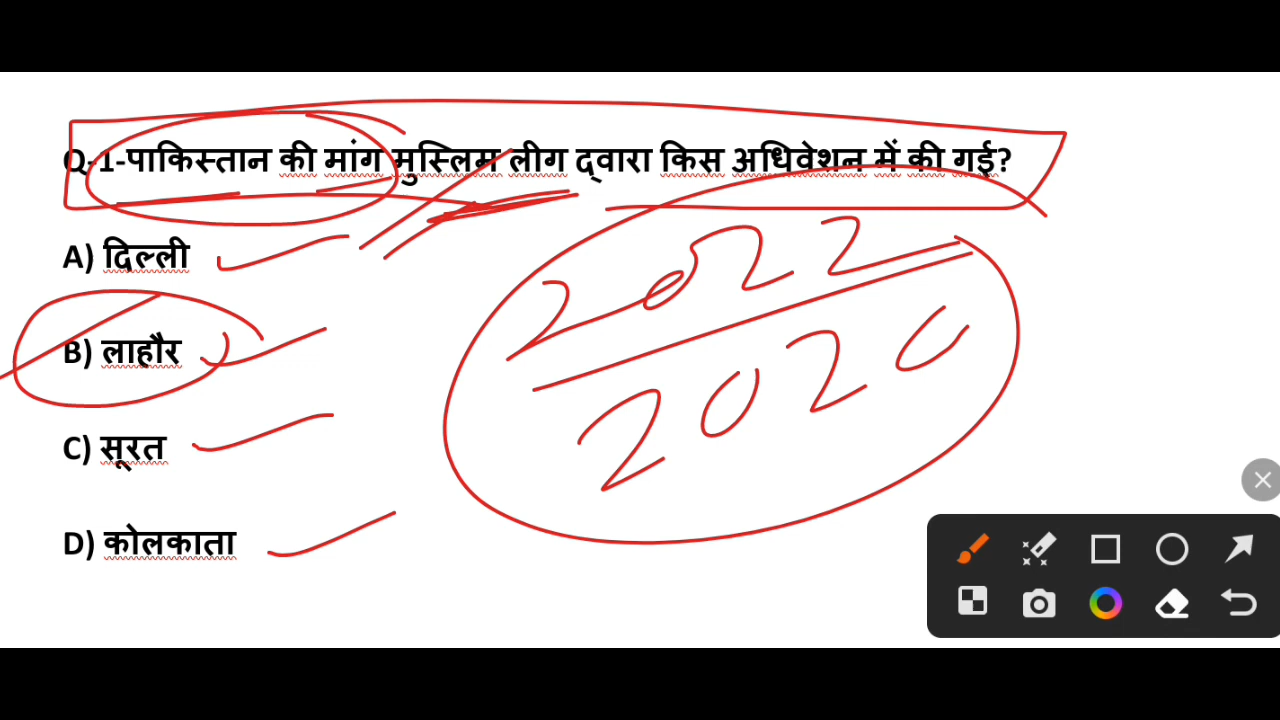 Q-1-पाकिस्तान की मांग मुस्लिम लीग द्वारा किस अधिवेशन में की गई?
A) दिल्ली
2022
B) लाहौर
2020
C) सूरत
D) कोलकाता